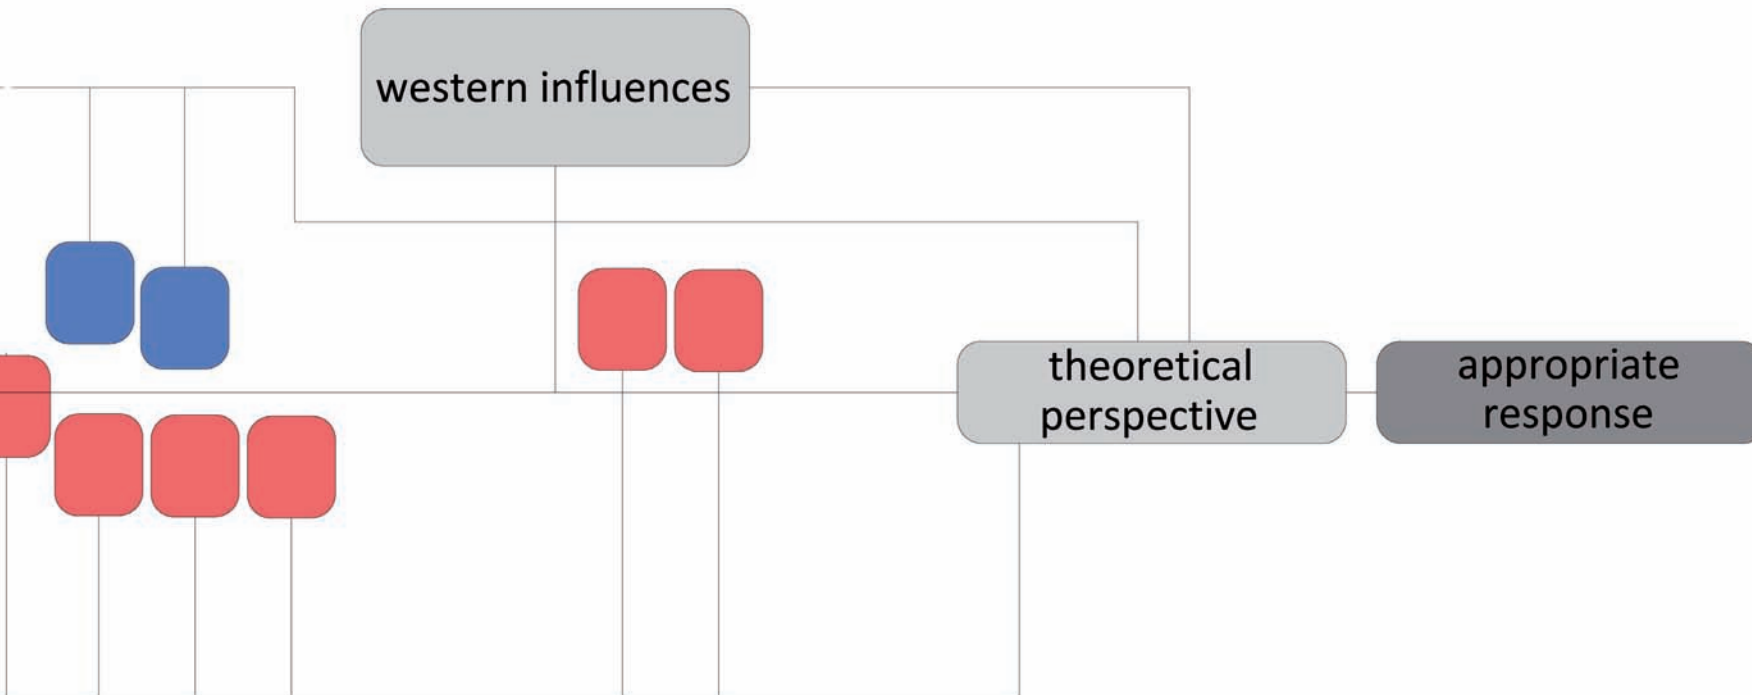 western influences
theoretical
perspective
appropriate
response